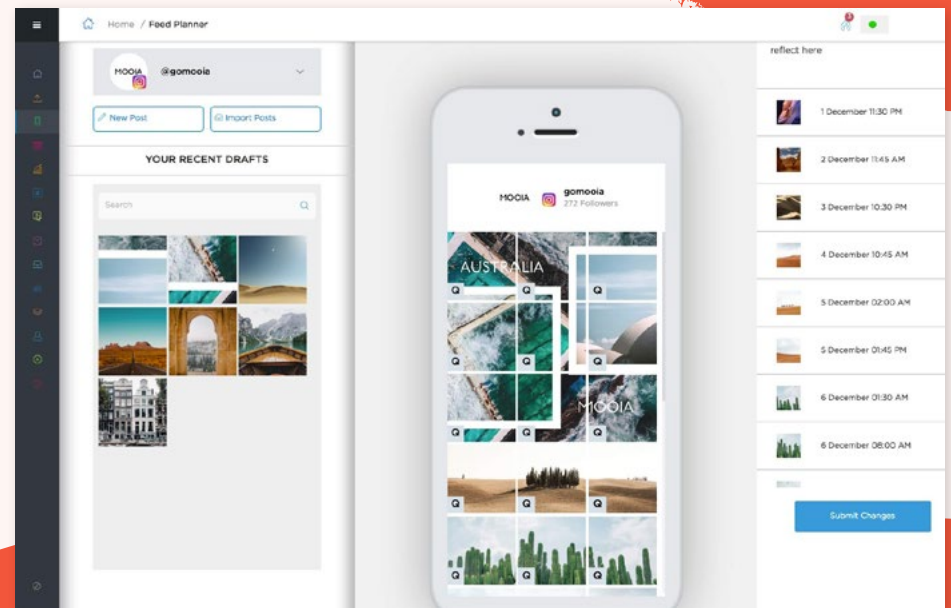 Home / Feed Planner
3
MOOIA
@gomooia
New Post
Import Posts
YOUR RECENT DRAFTS
Search
MOOIA
gomooia
272 Followers
AUSTRALIA
Q
Q
Q
Q
Q
MOOIA
Q
Q
Q
Q
Q
Q
Q
Q
reflect here
1 December 11:30 PM
2 December 11:45 AM
3 December 10:30 PM
4 December 10:45 AM
5 December 02:00 AM
5 December 01:45 PM
6 December 01:30 AM
6 December 08:00 AM
Submit Changes